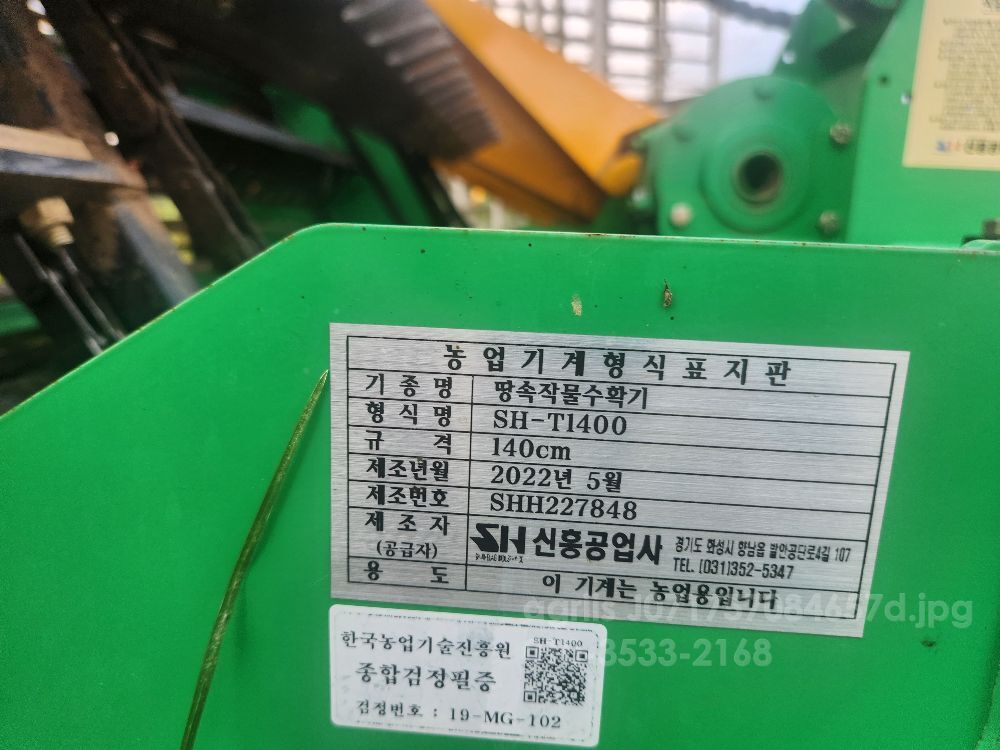 농업기계형식표지판
기종명 땅속작물수확기
형식명 SH-T1400
규격 140cm
제조년월 2022년 5월
제조번호 SHH227848
제조자 (공급자) SH 신흥공업사 경기도 화성시 향남읍 발안공단로4길 107
TEL. (031)352-5347
용도 이 기계는 농업용입니다
한국농업기술진흥원 SH-T1400
종합검정필증
검정번호 : 19-MG-102
3533-2168